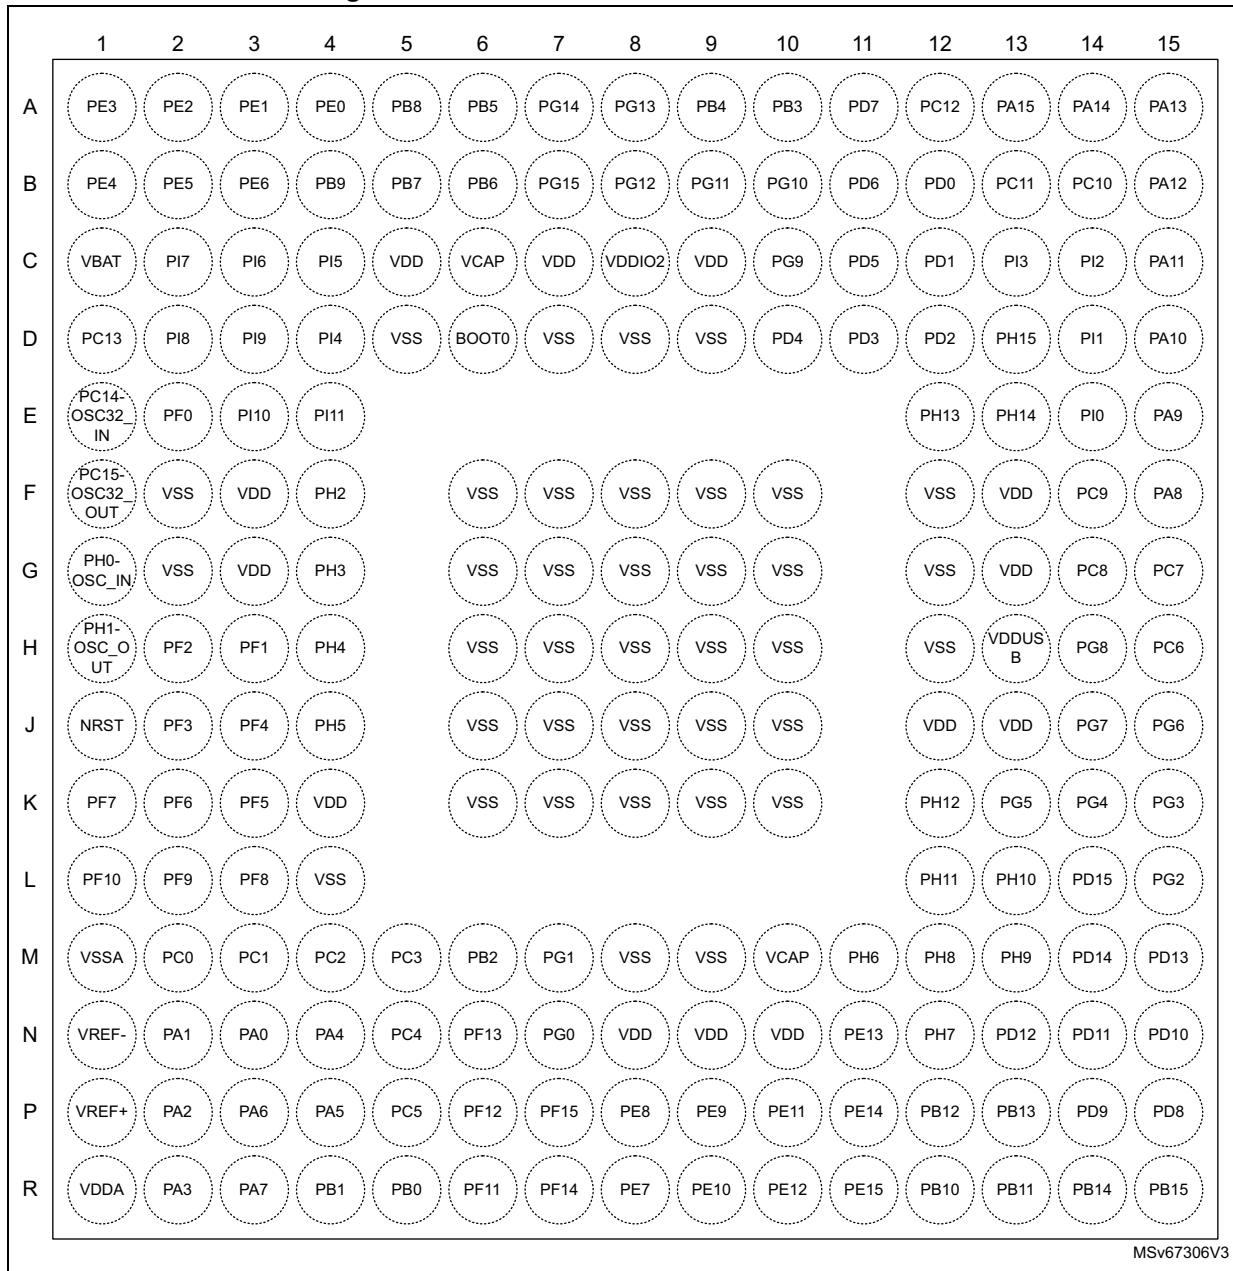 1 2 3 4 5 6 7 8 9 10 11 12 13 14 15
A PE3 PE2 PE1 PE0 PB8 PB5 PG14 PG13 PB4 PB3 PD7 PC12 PA15 PA14 PA13
B PE4 PE5 PE6 PB9 PB7 PB6 PG15 PG12 PG11 PG10 PD6 PD0 PC11 PC10 PA12
C VBAT PI7 PI6 PI5 VDD VCAP VDD VDDIO2 VDD PG9 PD5 PD1 PI3 PI2 PA11
D PC13 PI8 PI9 PI4 VSS BOOT0 VSS VSS VSS PD4 PD3 PD2 PH15 PI1 PA10
PC14-
E OSC32_ PF0 PI10 PI11 PH13 PH14 PI0 PA9
IN
PC15-
F OSC32_ VSS VDD PH2 VSS VSS VSS VSS VSS VSS VDD PC9 PA8
OUT
PH0-
G OSC_IN VSS VDD PH3 VSS VSS VSS VSS VSS VSS VDD PC8 PC7
PH1-
H OSC_O PF2 PF1 PH4 VSS VSS VSS VSS VSS VSS VDDUS PG8 PC6
UT B
J NRST PF3 PF4 PH5 VSS VSS VSS VSS VSS VDD VDD PG7 PG6
K PF7 PF6 PF5 VDD VSS VSS VSS VSS VSS PH12 PG5 PG4 PG3
L PF10 PF9 PF8 VSS PH11 PH10 PD15 PG2
M VSSA PC0 PC1 PC2 PC3 PB2 PG1 VSS VSS VCAP PH6 PH8 PH9 PD14 PD13
N VREF- PA1 PA0 PA4 PC4 PF13 PG0 VDD VDD VDD PE13 PH7 PD12 PD11 PD10
P VREF+ PA2 PA6 PA5 PC5 PF12 PF15 PE8 PE9 PE11 PE14 PB12 PB13 PD9 PD8
R VDDA PA3 PA7 PB1 PB0 PF11 PF14 PE7 PE10 PE12 PE15 PB10 PB11 PB14 PB15
MSv67306V3